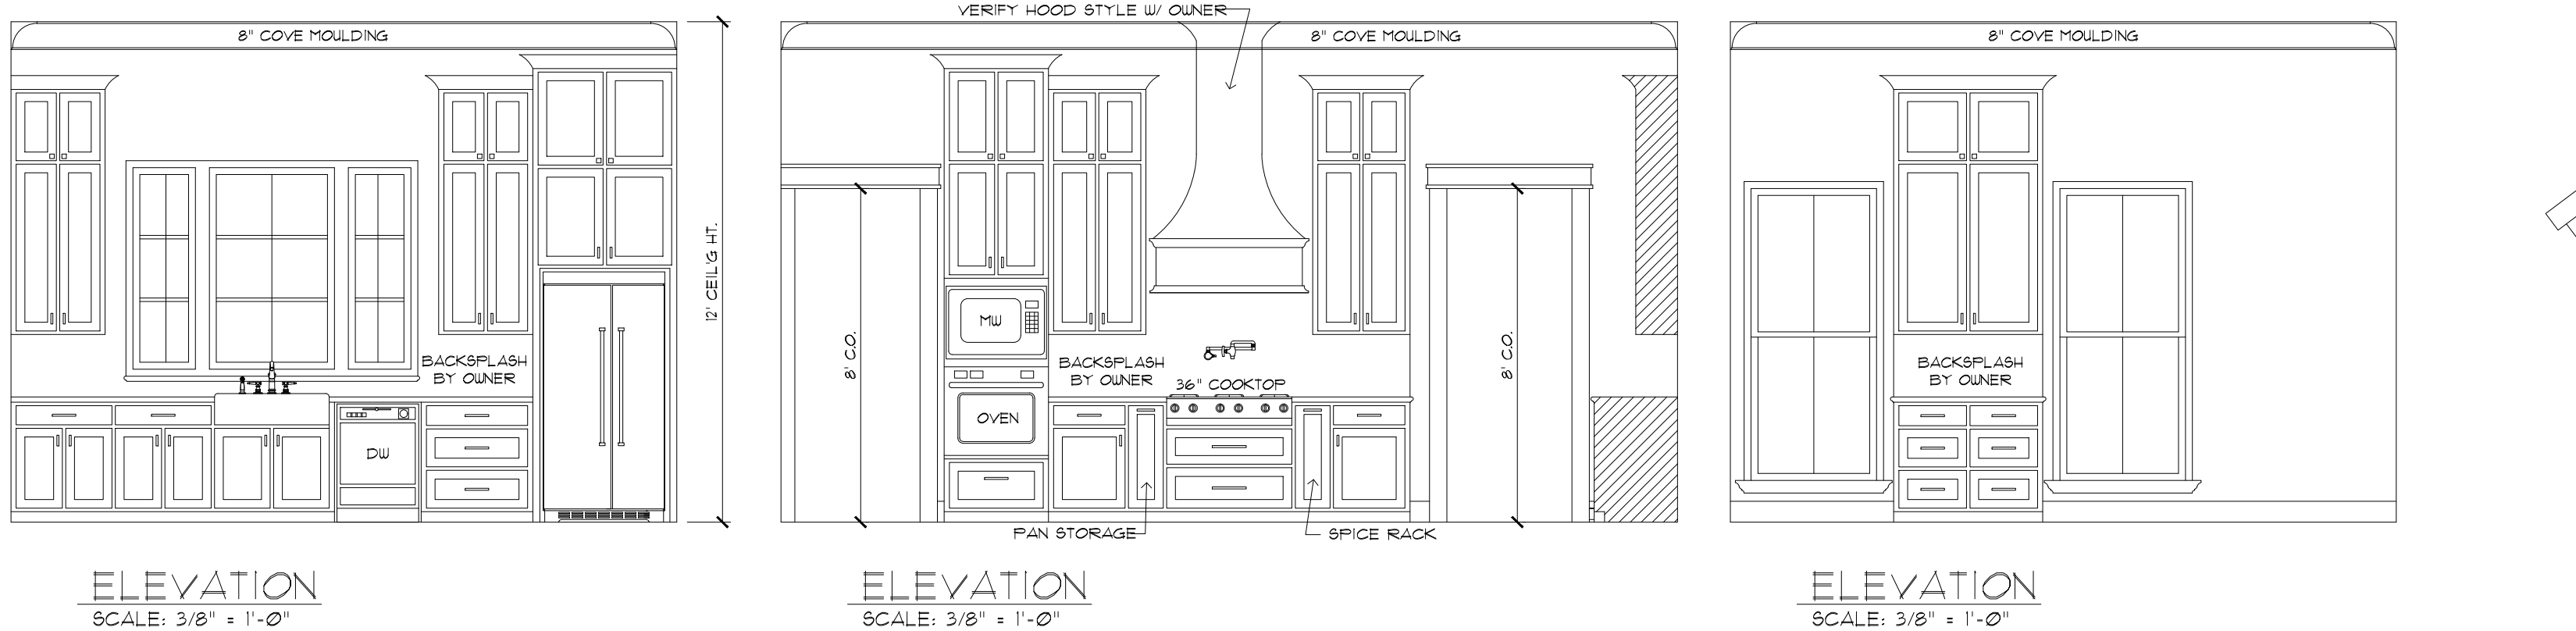 VERIFY HOOD STYLE W/ OWNER
8" COVE MOULDING
8" COVE MOULDING
8" COVE MOULDING
12' CEIL'G HT.
8' C.O.
8' C.O.
MW
BACKSPLASH
BY OWNER
BACKSPLASH
BY OWNER
BACKSPLASH
BY OWNER
36" COOKTOP
OVEN
DW
PAN STORAGE
SPICE RACK
ELEVATION
SCALE: 3/8" = 1'-0"
ELEVATION
SCALE: 3/8" = 1'-0"
ELEVATION
SCALE: 3/8" = 1'-0"